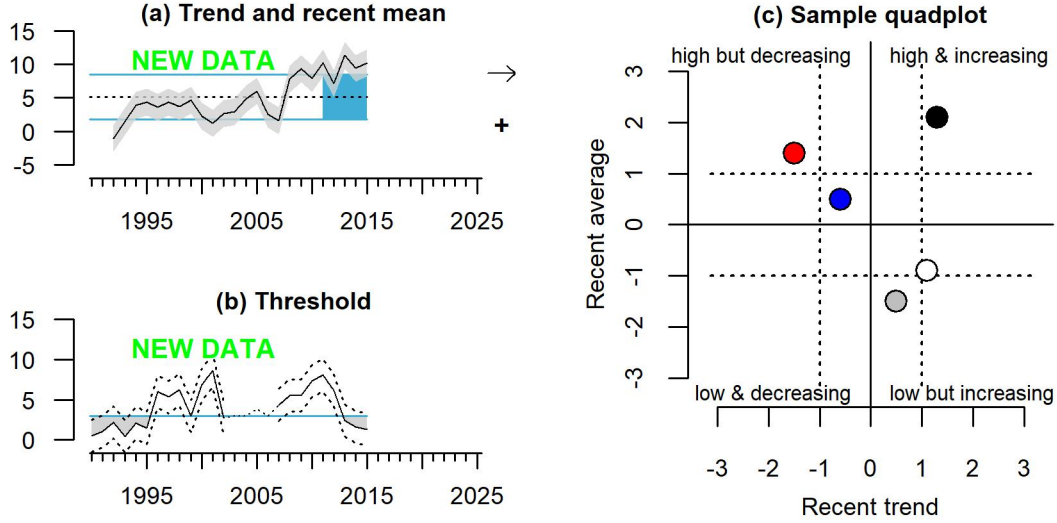 (a) Trend and recent mean
15
10
5
0
-5
NEW DATA
→
+
1995 2005 2015 2025
(b) Threshold
15
10
5
0
NEW DATA
1995 2005 2015 2025
(c) Sample quadplot
high but decreasing high & increasing
3
2
1
0
-1
-2
-3
Recent average
low & decreasing low but increasing
-3 -2 -1 0 1 2 3
Recent trend